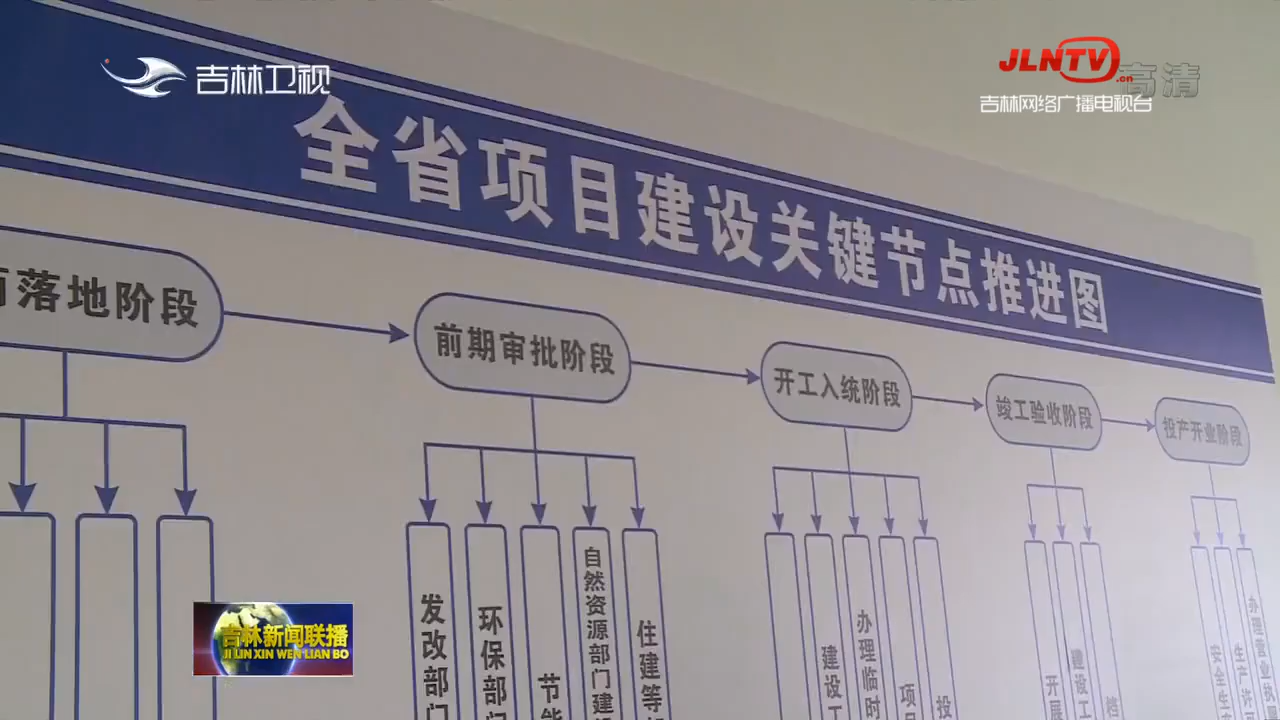 吉林卫视
JLNTV
.cn
高清
吉林网络广播电视台
全省项目建设关键节点推进图
落地阶段
前期审批阶段
开工入统阶段
竣工验收阶段
投产开业阶段
发改部门
环保部门
节能
自然资源部门建设
住建等部
建设工
办理临时
项目
投
开展
建设工
档
安全生产
生产许可
办理营业执照
吉林新闻联播
JI LIN XIN WEN LIAN BO